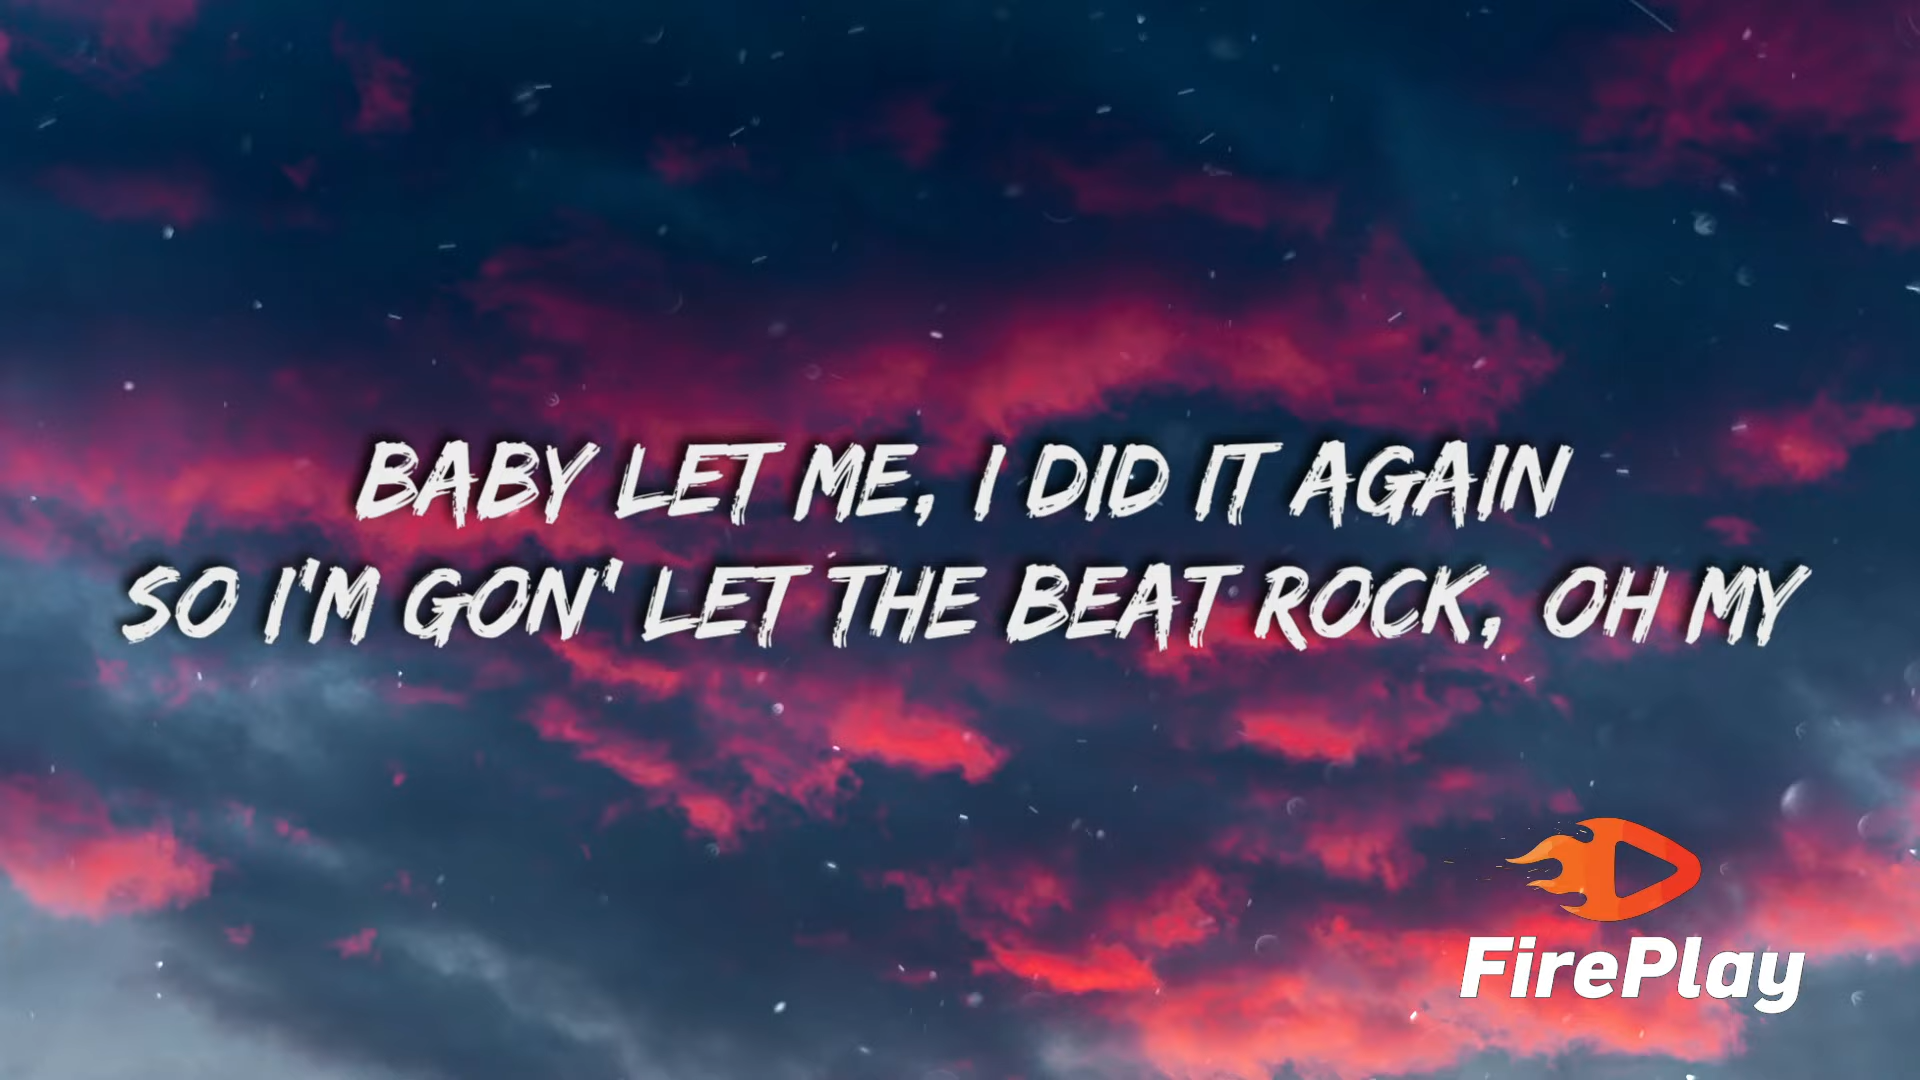 BABY LET ME, I DID IT AGAIN
SO I'M GON' LET THE BEAT ROCK, OH MY
FirePlay